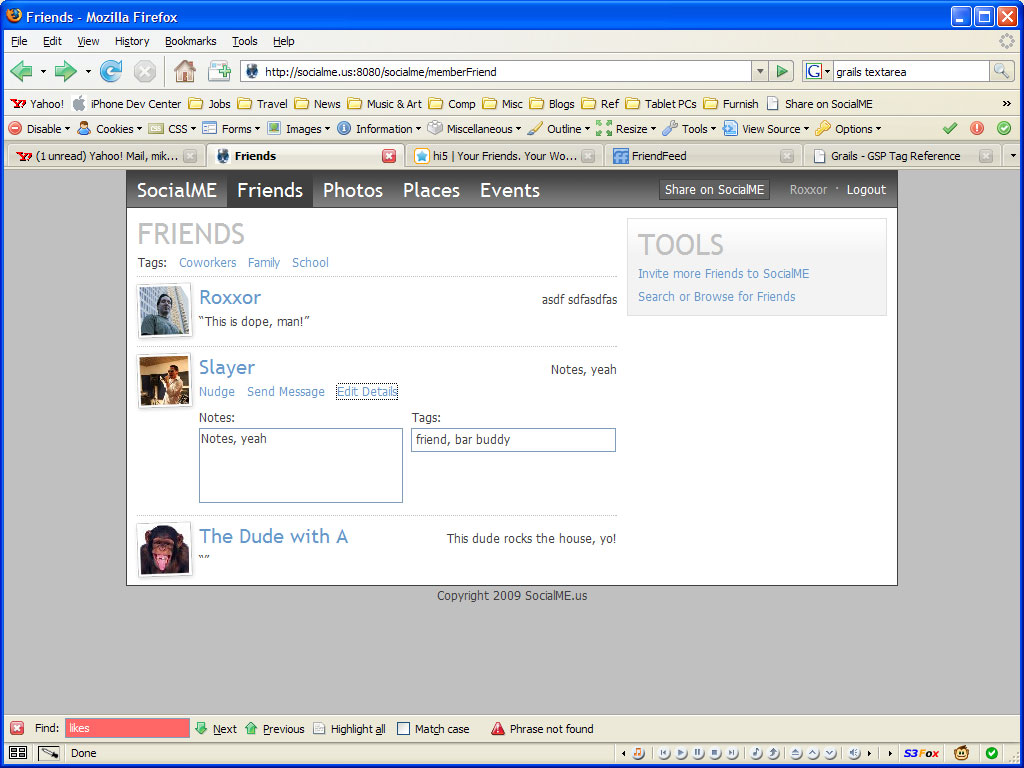 Friends - Mozilla Firefox
File Edit View History Bookmarks Tools Help
http://socialme.us:8080/socialme/memberFriend G grails textarea
Yahoo! iPhone Dev Center Jobs Travel News Music & Art Comp Misc Blogs Ref Tablet PCs Furnish Share on SocialME »
Disable Cookies CSS Forms Images Information Miscellaneous Outline Resize Tools View Source Options
(1 unread) Yahoo! Mail, mik... Friends hi5 | Your Friends. Your Wo... FriendFeed Grails - GSP Tag Reference
SocialME Friends Photos Places Events Share on SocialME Roxxor · Logout
FRIENDS
Tags: Coworkers Family School
TOOLS
Invite more Friends to SocialME
Search or Browse for Friends
Roxxor asdf sdfasdfas
“This is dope, man!”
Slayer Notes, yeah
Nudge Send Message Edit Details
Notes: Tags:
Notes, yeah friend, bar buddy
The Dude with A This dude rocks the house, yo!
“”
Copyright 2009 SocialME.us
Find: likes Next Previous Highlight all Match case Phrase not found
Done S3Fox